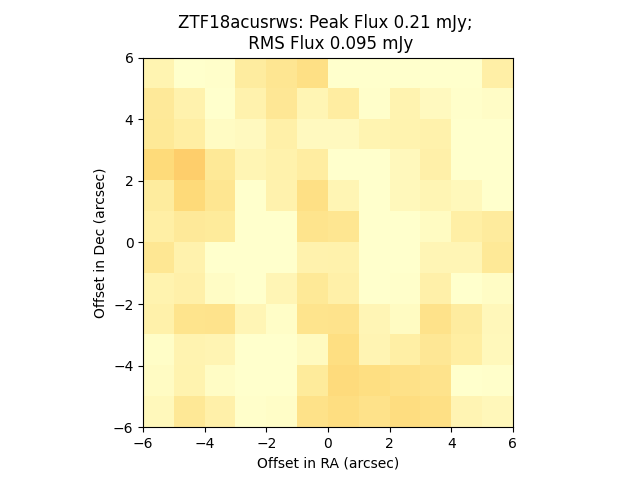 ZTF18acusrws: Peak Flux 0.21 mJy;
RMS Flux 0.095 mJy
6
4
2
0
−2
−4
−6
Offset in Dec (arcsec)
−6 −4 −2 0 2 4 6
Offset in RA (arcsec)